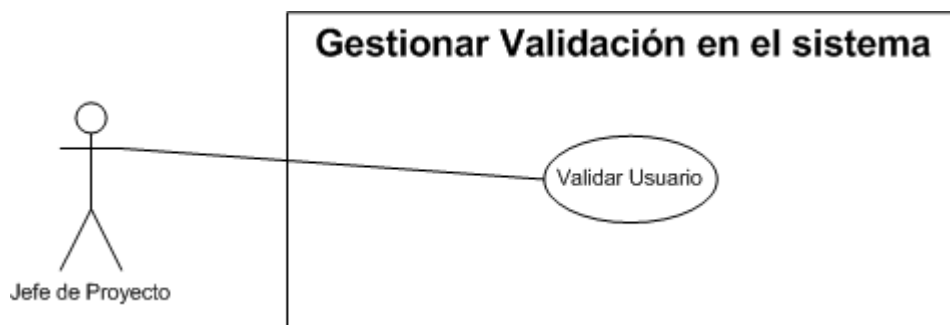 Gestionar Validación en el sistema
Validar Usuario
Jefe de Proyecto